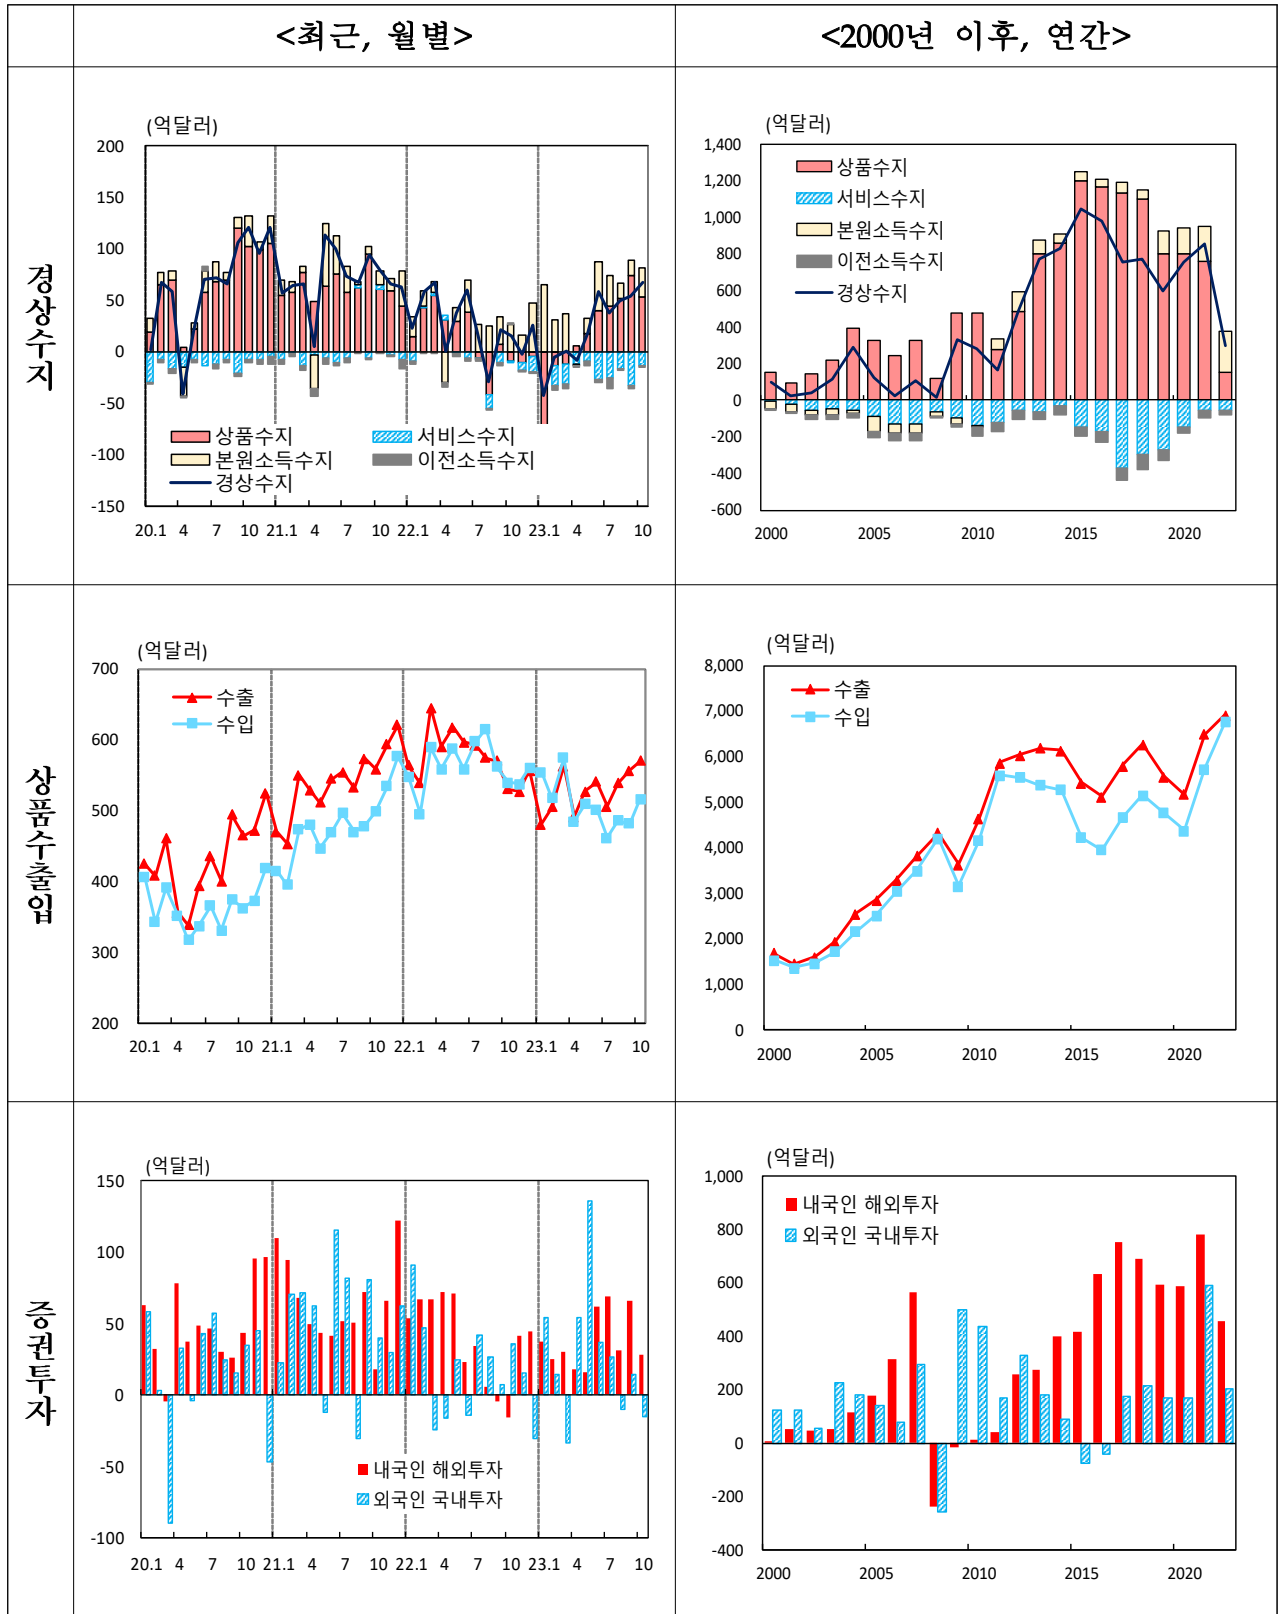 <최근, 월별>
<2000년 이후, 연간>
경상수지
(억달러)
200
150
100
50
0
-50
-100
-150
상품수지
서비스수지
본원소득수지
이전소득수지
경상수지
20.1 4 7 10 21.1 4 7 10 22.1 4 7 10 23.1 4 7 10
(억달러)
1,400
1,200
1,000
800
600
400
200
0
-200
-400
-600
상품수지
서비스수지
본원소득수지
이전소득수지
경상수지
2000 2005 2010 2015 2020
상품수출입
(억달러)
700
600
500
400
300
200
수출
수입
20.1 4 7 10 21.1 4 7 10 22.1 4 7 10 23.1 4 7 10
(억달러)
8,000
7,000
6,000
5,000
4,000
3,000
2,000
1,000
0
수출
수입
2000 2005 2010 2015 2020
증권투자
(억달러)
150
100
50
0
-50
-100
내국인 해외투자
외국인 국내투자
20.1 4 7 10 21.1 4 7 10 22.1 4 7 10 23.1 4 7 10
(억달러)
1,000
800
600
400
200
0
-200
-400
내국인 해외투자
외국인 국내투자
2000 2005 2010 2015 2020